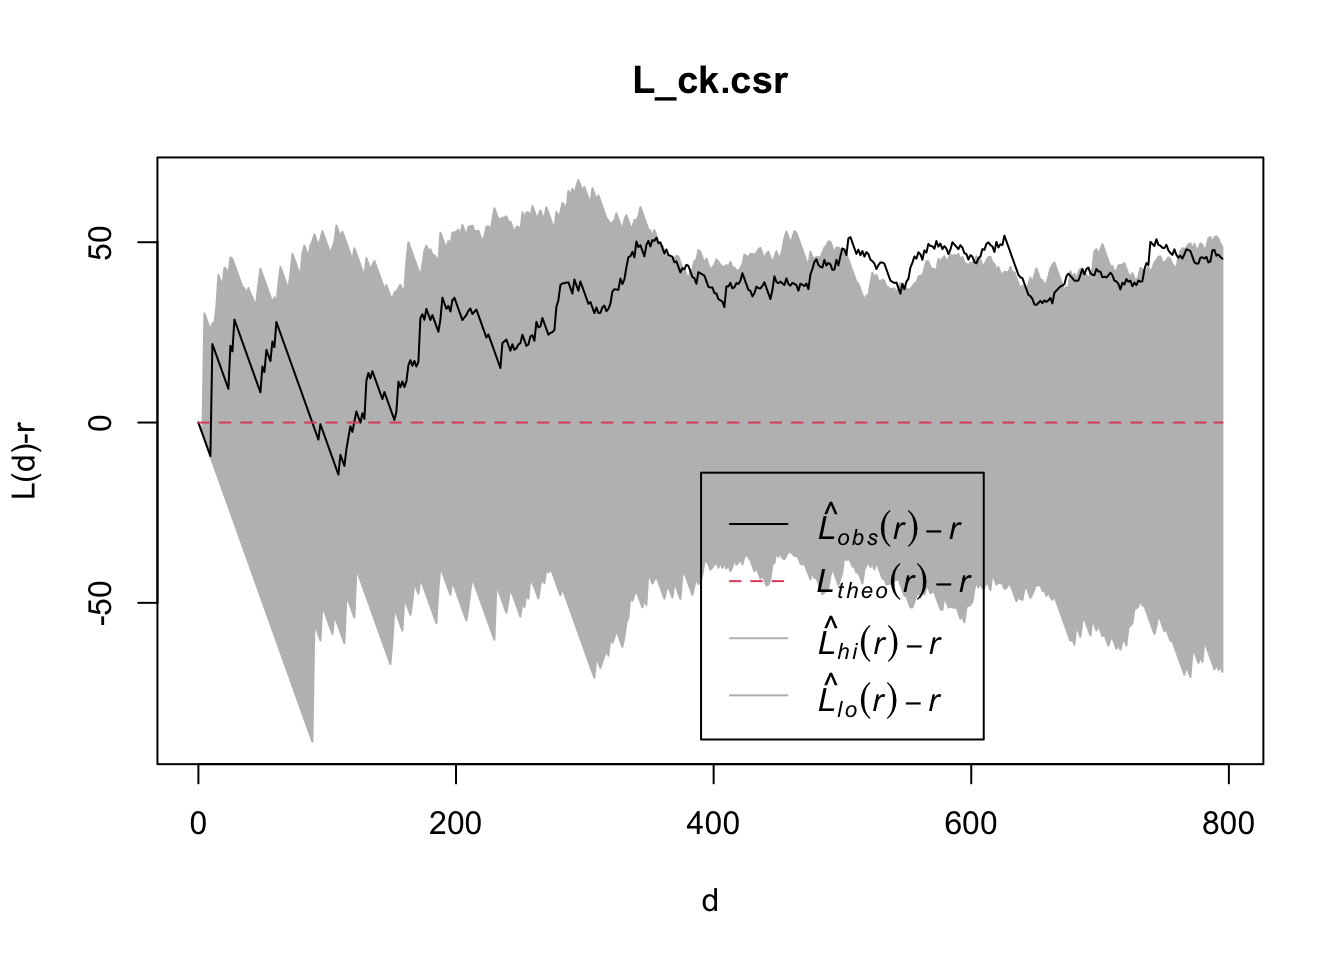 L_ck.csr
L(d)-r
50
0
-50
0 200 400 600 800
d
L̂obs(r) − r
Ltheo(r) − r
L̂hi(r) − r
L̂lo(r) − r